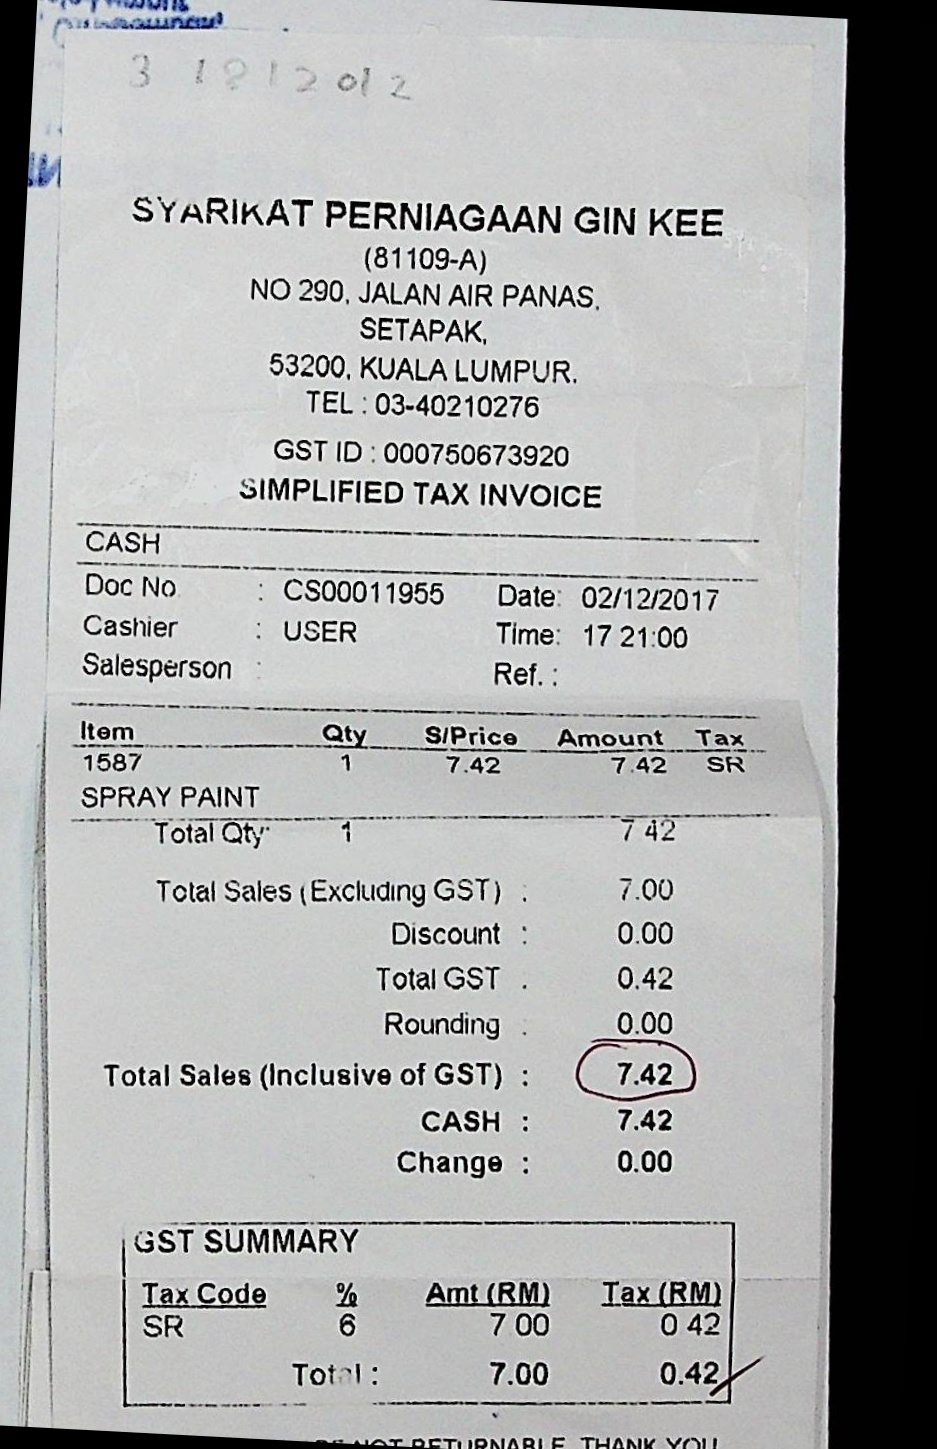 3 1812012
SYARIKAT PERNIAGAAN GIN KEE
(81109-A)
NO 290, JALAN AIR PANAS,
SETAPAK,
53200, KUALA LUMPUR.
TEL : 03-40210276
GST ID : 000750673920
SIMPLIFIED TAX INVOICE
CASH
Doc No : CS00011955 Date: 02/12/2017
Cashier : USER Time: 17 21:00
Salesperson : Ref. :
Item Qty S/Price Amount Tax
1587 1 7.42 7.42 SR
SPRAY PAINT
Total Qty: 1 7 42
Total Sales (Excluding GST) : 7.00
Discount : 0.00
Total GST : 0.42
Rounding : 0.00
Total Sales (Inclusive of GST) : 7.42
CASH : 7.42
Change : 0.00
GST SUMMARY
Tax Code % Amt (RM) Tax (RM)
SR 6 7 00 0 42
Total : 7.00 0.42
NOT RETURNABLE, THANK YOU